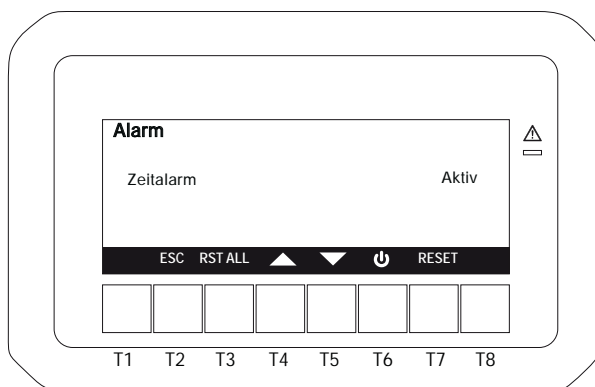 Alarm
Zeitalarm Aktiv
ESC RST ALL RESET
T1 T2 T3 T4 T5 T6 T7 T8